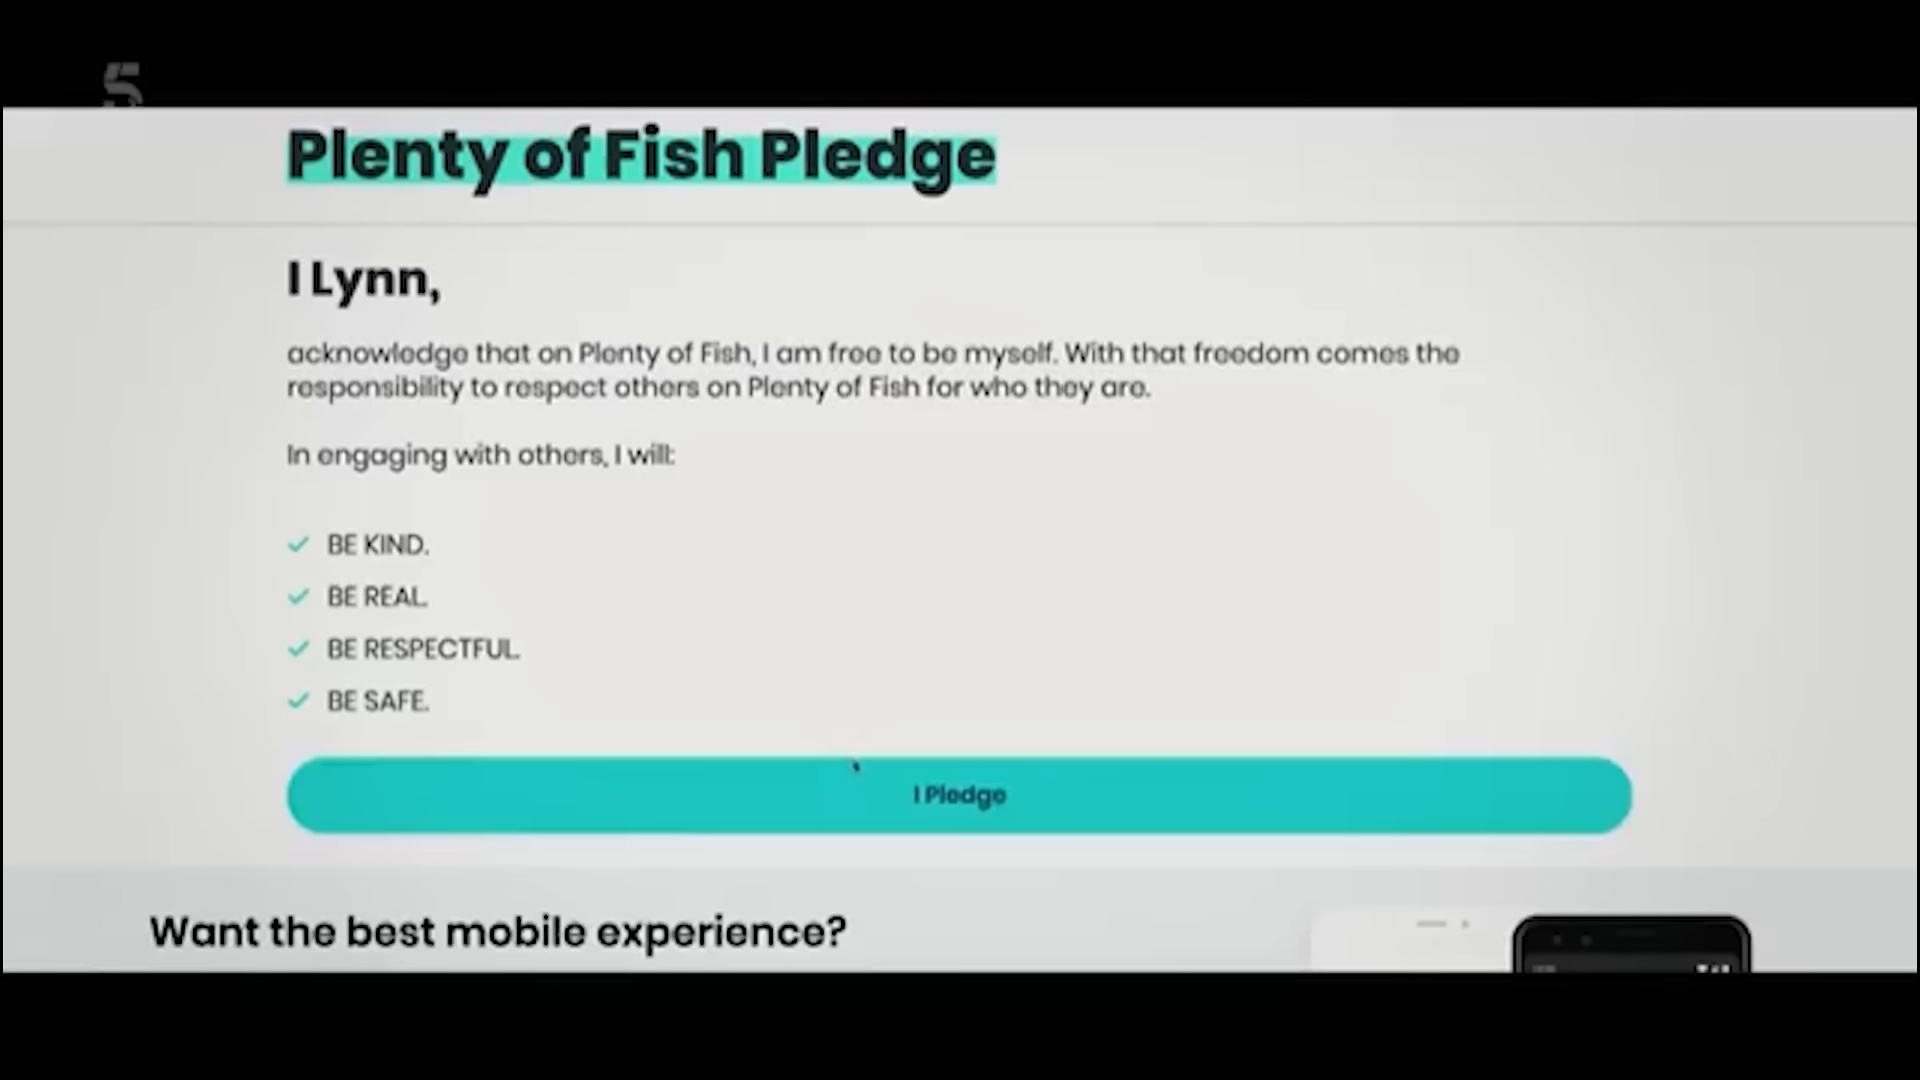 5
Plenty of Fish Pledge
I Lynn,
acknowledge that on Plenty of Fish, I am free to be myself. With that freedom comes the
responsibility to respect others on Plenty of Fish for who they are.
In engaging with others, I will:
BE KIND.
BE REAL.
BE RESPECTFUL.
BE SAFE.
I Pledge
Want the best mobile experience?